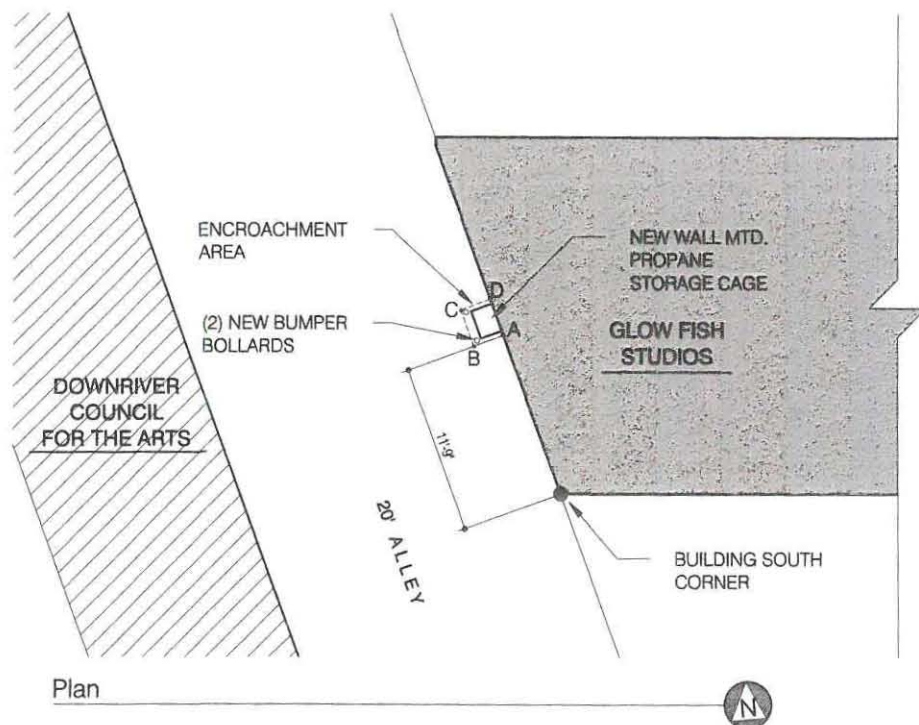 ENCROACHMENT
AREA
D
C
NEW WALL MTD.
PROPANE
STORAGE CAGE
(2) NEW BUMPER
BOLLARDS
A
B
GLOW FISH
STUDIOS
DOWNRIVER
COUNCIL
FOR THE ARTS
11'-9"
20' ALLEY
BUILDING SOUTH
CORNER
Plan
N